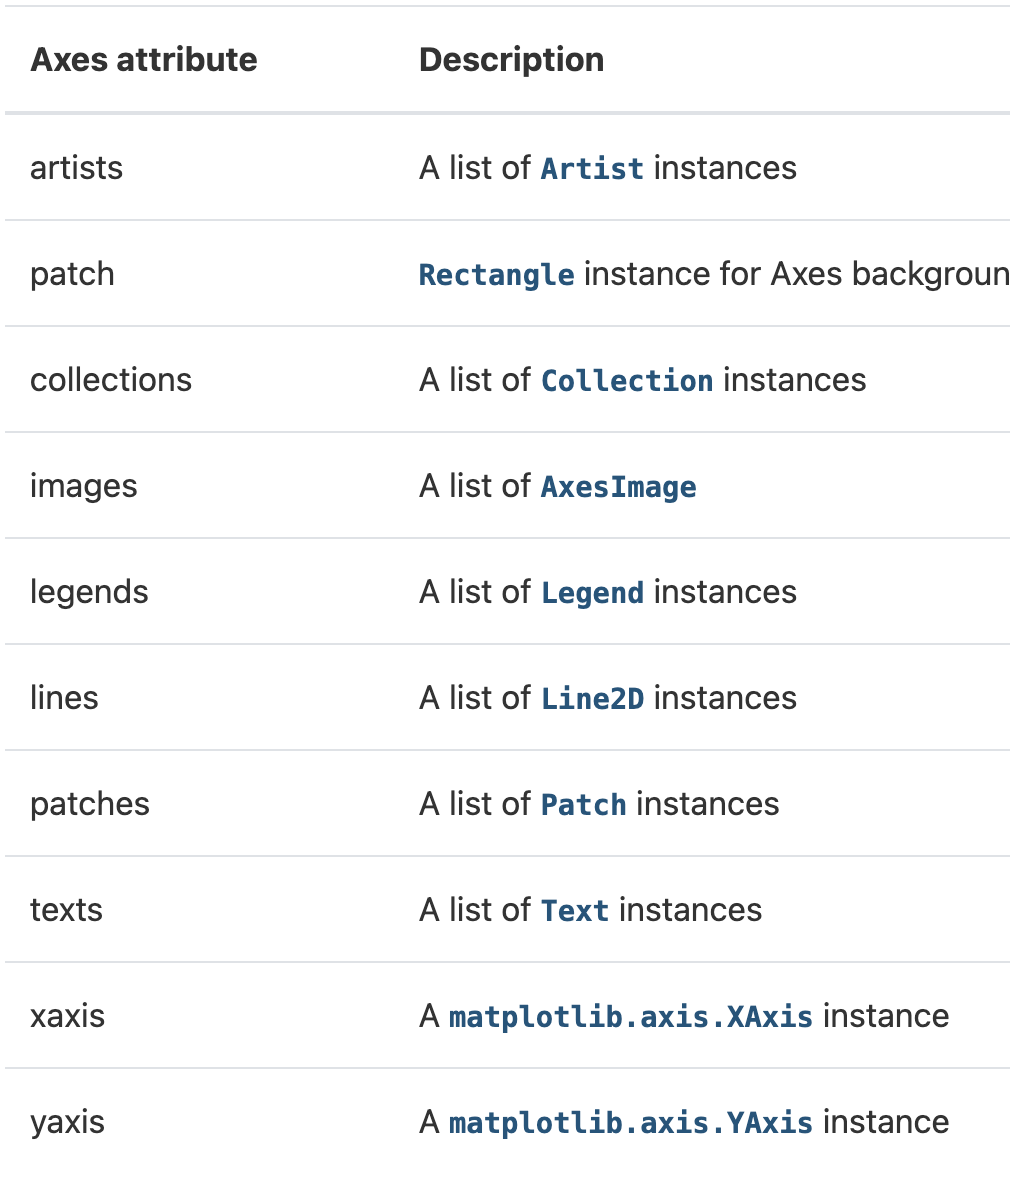 Axes attribute Description
artists A list of Artist instances
patch Rectangle instance for Axes backgroun
collections A list of Collection instances
images A list of AxesImage
legends A list of Legend instances
lines A list of Line2D instances
patches A list of Patch instances
texts A list of Text instances
xaxis A matplotlib.axis.XAxis instance
yaxis A matplotlib.axis.YAxis instance